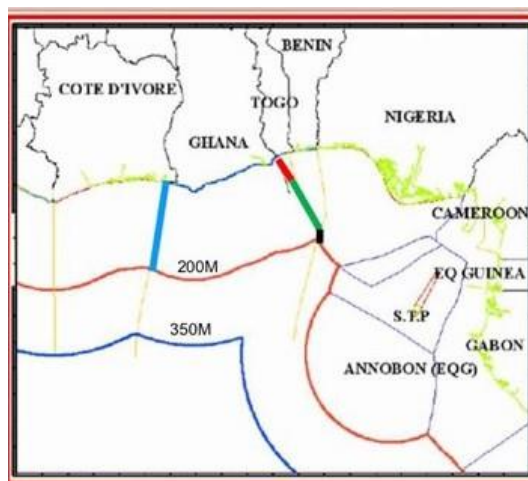 BENIN
COTE D'IVORE
TOGO
NIGERIA
GHANA
CAMEROON
200M
EQ GUINEA
S.T.P
350M
GABON
ANNOBON (EQG)